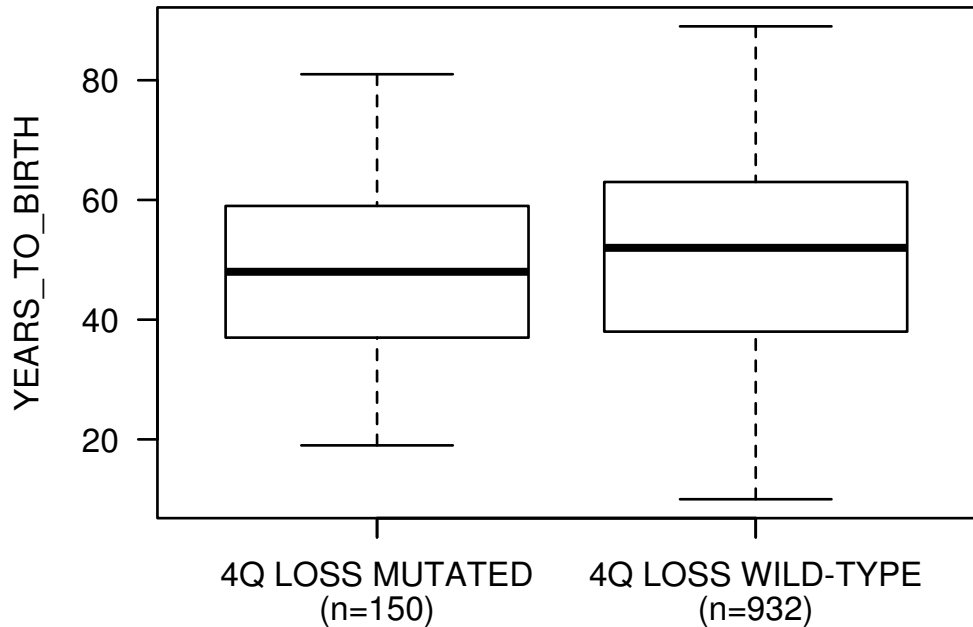 YEARS_TO_BIRTH
80
60
40
20
4Q LOSS MUTATED
(n=150)
4Q LOSS WILD-TYPE
(n=932)